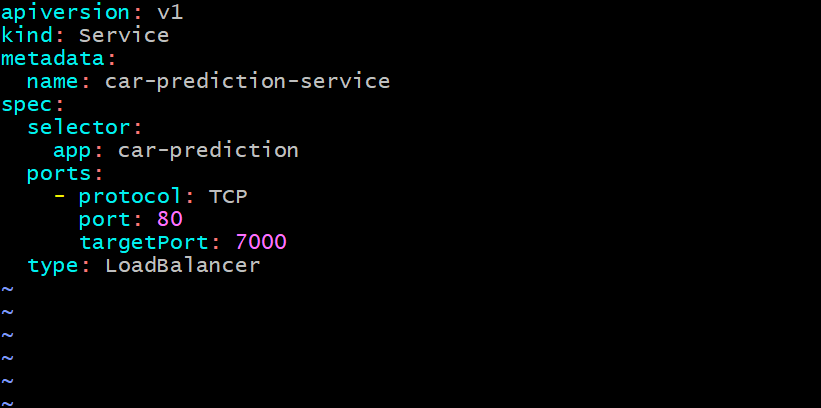 apiversion: v1
kind: Service
metadata:
  name: car-prediction-service
spec:
  selector:
    app: car-prediction
  ports:
    - protocol: TCP
      port: 80
      targetPort: 7000
  type: LoadBalancer
~
~
~
~
~
~